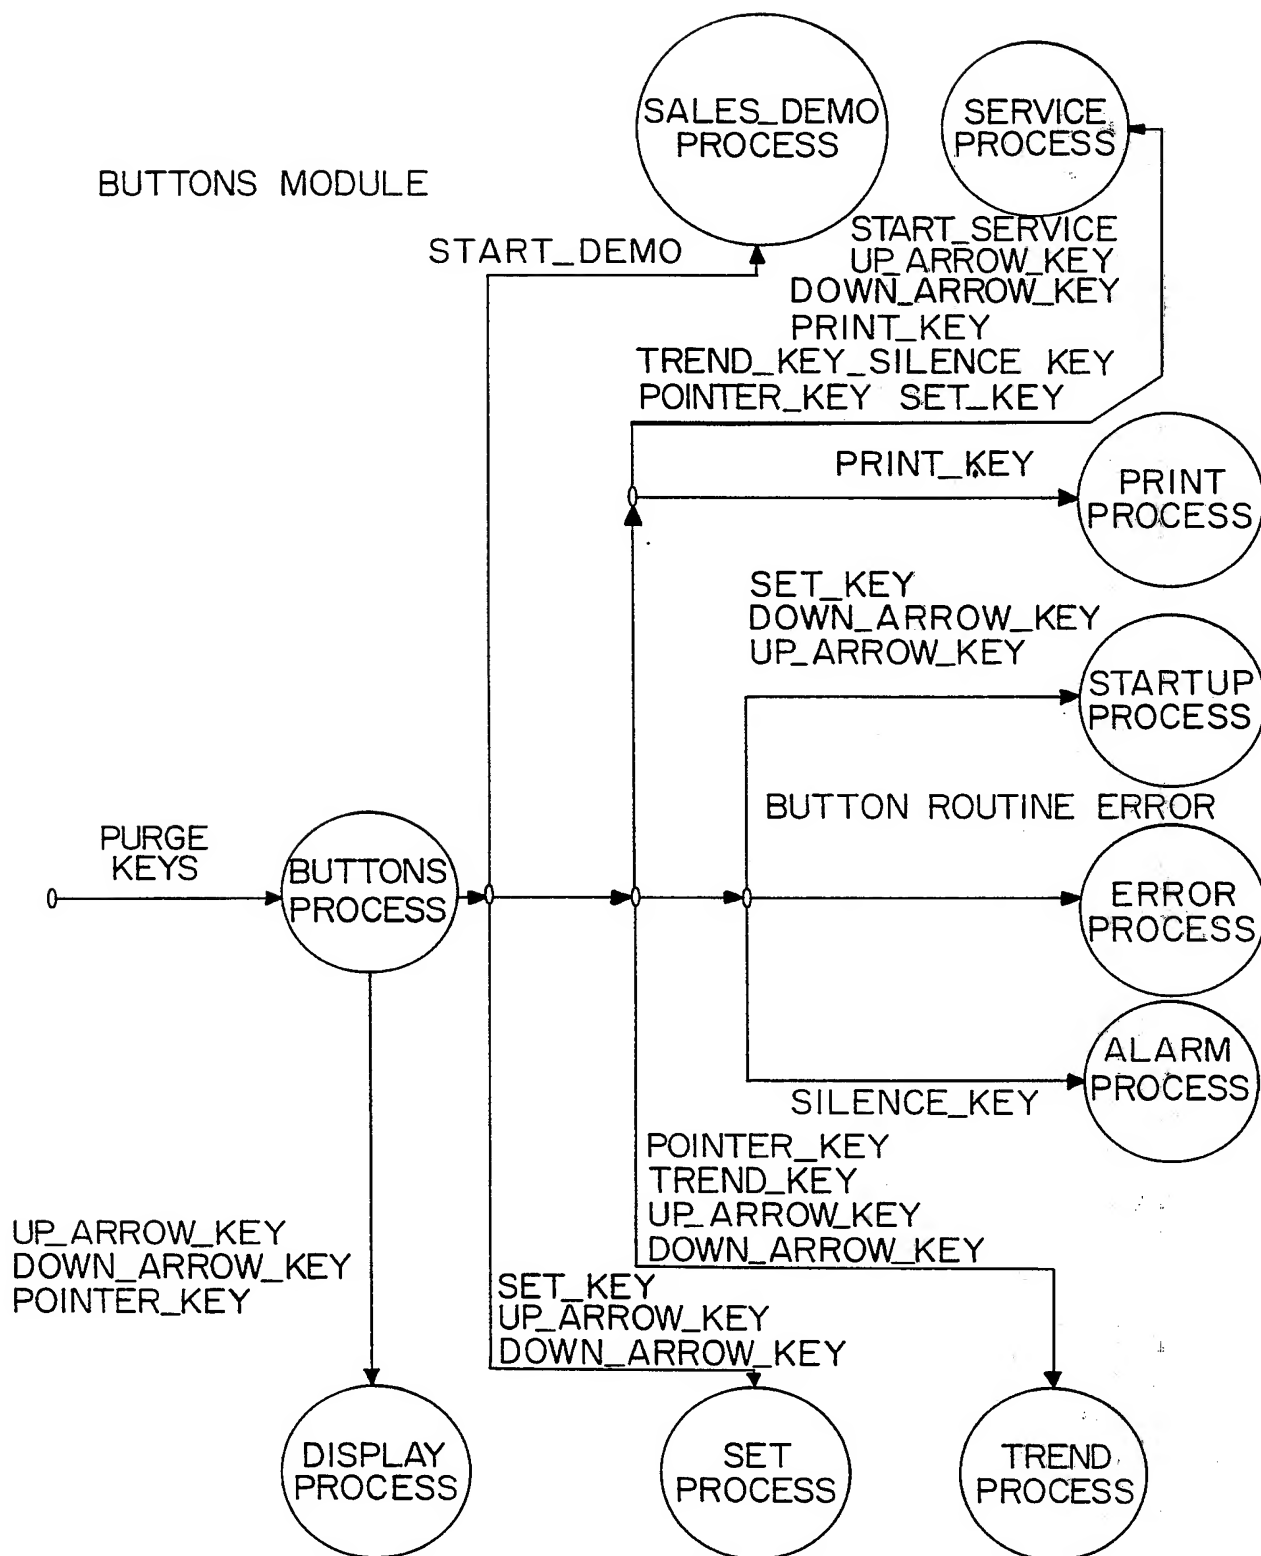 SALES_DEMO
PROCESS
SERVICE
PROCESS
BUTTONS MODULE
START_DEMO
START_SERVICE
UP_ARROW_KEY
DOWN_ARROW_KEY
PRINT_KEY
TREND_KEY_SILENCE KEY
POINTER_KEY SET_KEY
PRINT_KEY
PRINT
PROCESS
SET_KEY
DOWN_ARROW_KEY
UP_ARROW_KEY
STARTUP
PROCESS
BUTTON ROUTINE ERROR
PURGE
KEYS
BUTTONS
PROCESS
ERROR
PROCESS
ALARM
PROCESS
SILENCE_KEY
POINTER_KEY
TREND_KEY
UP_ARROW_KEY
DOWN_ARROW_KEY
UP_ARROW_KEY
DOWN_ARROW_KEY
POINTER_KEY
SET_KEY
UP_ARROW_KEY
DOWN_ARROW_KEY
DISPLAY
PROCESS
SET
PROCESS
TREND
PROCESS